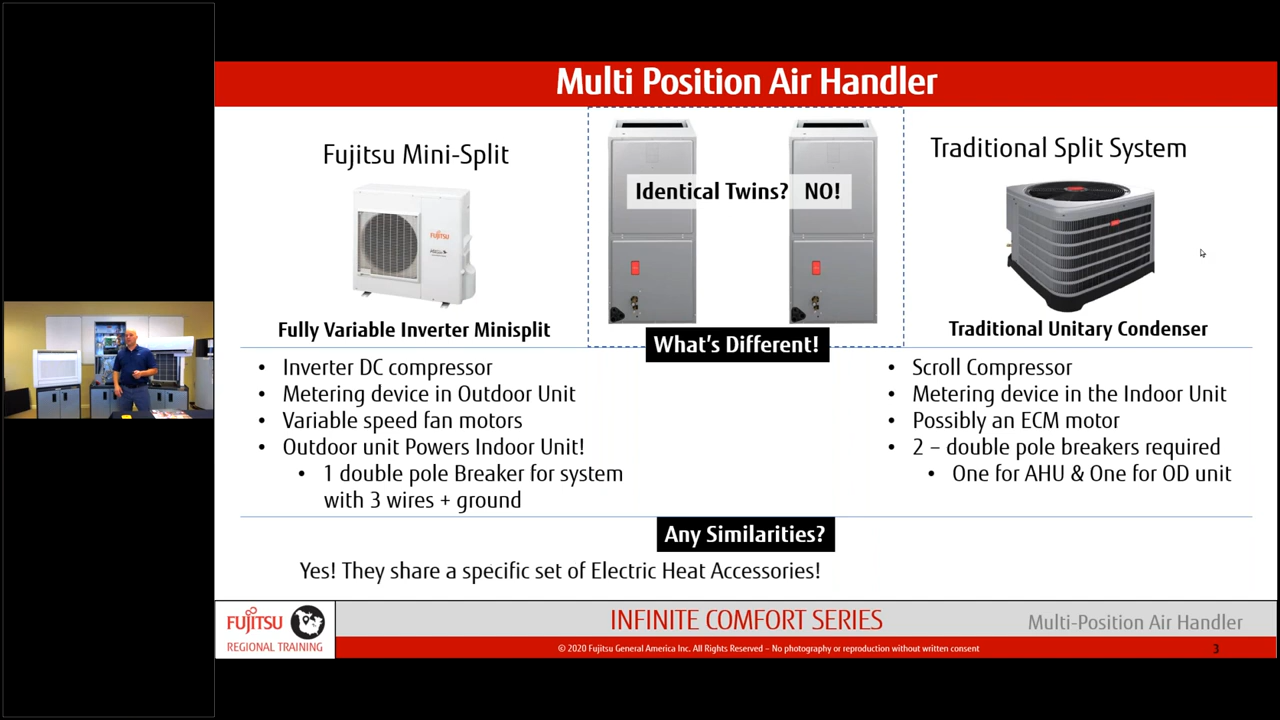 Multi Position Air Handler
Fujitsu Mini-Split
Identical Twins? NO!
Traditional Split System
FUJITSU
Fully Variable Inverter Minisplit
What's Different!
Traditional Unitary Condenser
• Inverter DC compressor
• Metering device in Outdoor Unit
• Variable speed fan motors
• Outdoor unit Powers Indoor Unit!
• 1 double pole Breaker for system
with 3 wires + ground
• Scroll Compressor
• Metering device in the Indoor Unit
• Possibly an ECM motor
• 2 – double pole breakers required
• One for AHU & One for OD unit
Any Similarities?
Yes! They share a specific set of Electric Heat Accessories!
FUJITSU
REGIONAL TRAINING
INFINITE COMFORT SERIES
Multi-Position Air Handler
© 2020 Fujitsu General America Inc. All Rights Reserved – No photography or reproduction without written consent
3